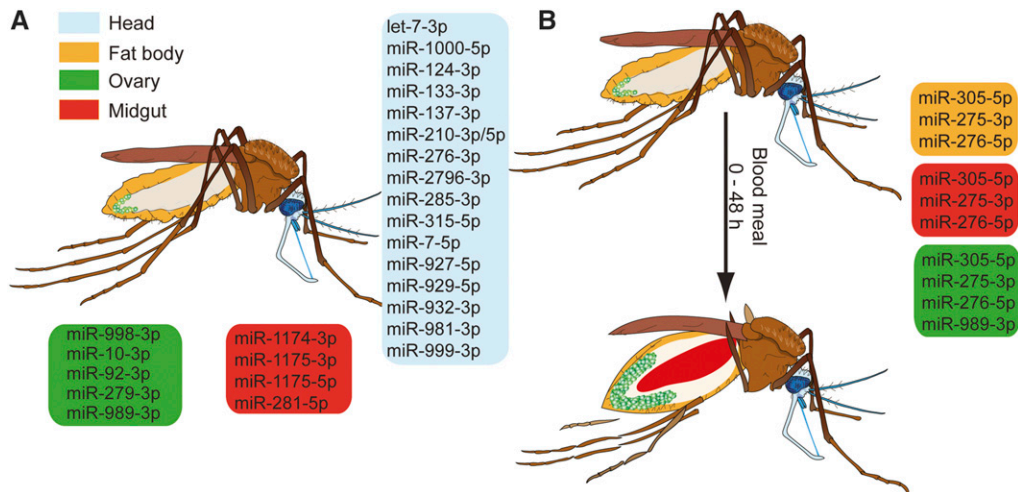 A
Head
Fat body
Ovary
Midgut
let-7-3p
miR-1000-5p
miR-124-3p
miR-133-3p
miR-137-3p
miR-210-3p/5p
miR-276-3p
miR-2796-3p
miR-285-3p
miR-315-5p
miR-7-5p
miR-927-5p
miR-929-5p
miR-932-3p
miR-981-3p
miR-999-3p
miR-998-3p
miR-10-3p
miR-92-3p
miR-279-3p
miR-989-3p
miR-1174-3p
miR-1175-3p
miR-1175-5p
miR-281-5p
B
Blood meal
0 - 48 h
miR-305-5p
miR-275-3p
miR-276-5p
miR-305-5p
miR-275-3p
miR-276-5p
miR-305-5p
miR-275-3p
miR-276-5p
miR-989-3p